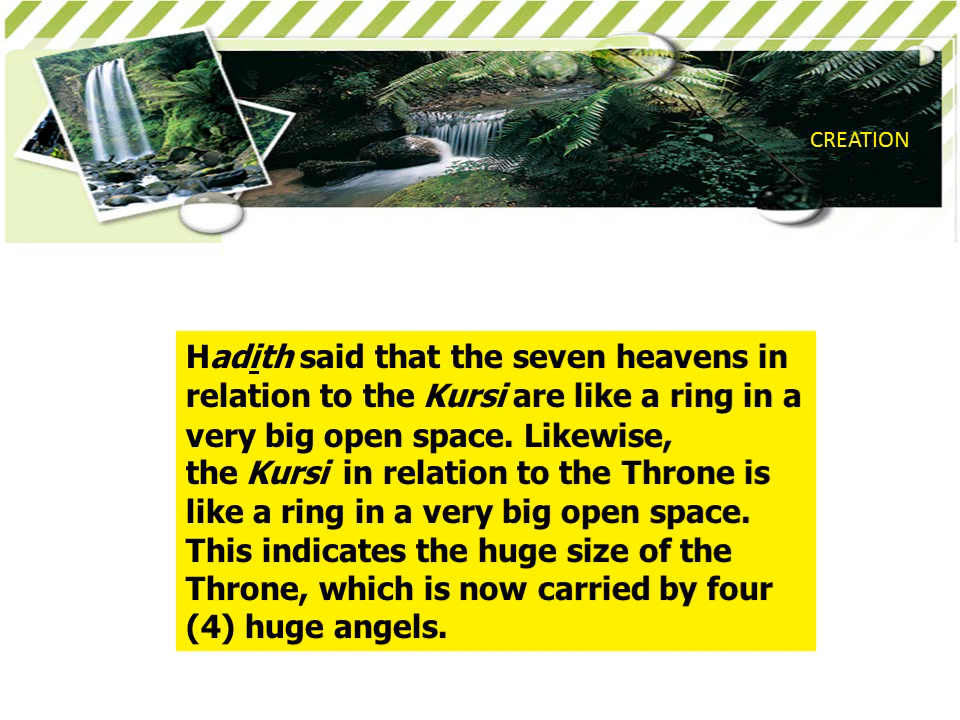 CREATION
Hadith said that the seven heavens in
relation to the Kursi are like a ring in a
very big open space. Likewise,
the Kursi in relation to the Throne is
like a ring in a very big open space.
This indicates the huge size of the
Throne, which is now carried by four
(4) huge angels.